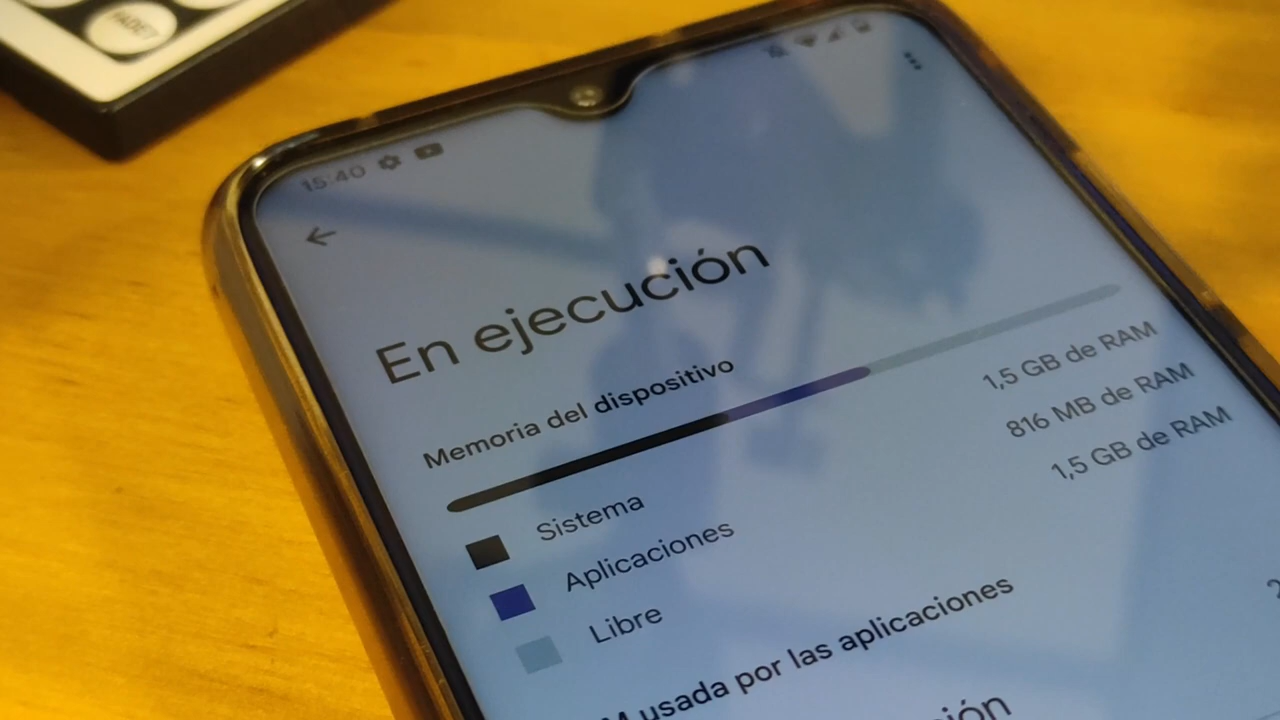 FADE?
15:40
En ejecución
Memoria del dispositivo
Sistema 1,5 GB de RAM
Aplicaciones 816 MB de RAM
Libre 1,5 GB de RAM
usada por las aplicaciones